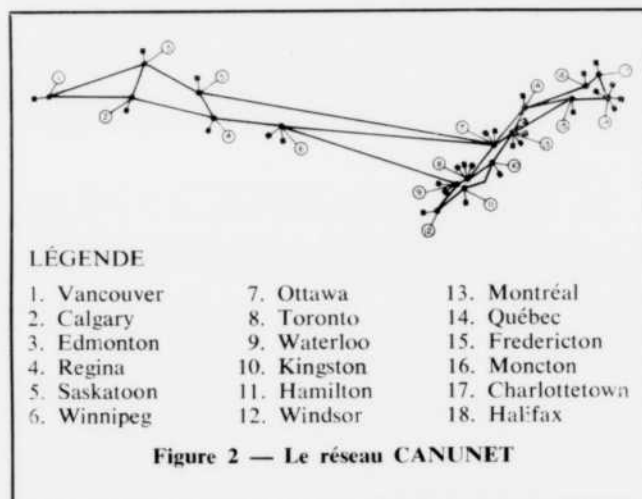 LÉGENDE
1. Vancouver
2. Calgary
3. Edmonton
4. Regina
5. Saskatoon
6. Winnipeg
7. Ottawa
8. Toronto
9. Waterloo
10. Kingston
11. Hamilton
12. Windsor
13. Montréal
14. Québec
15. Fredericton
16. Moncton
17. Charlottetown
18. Halifax
Figure 2 — Le réseau CANUNET